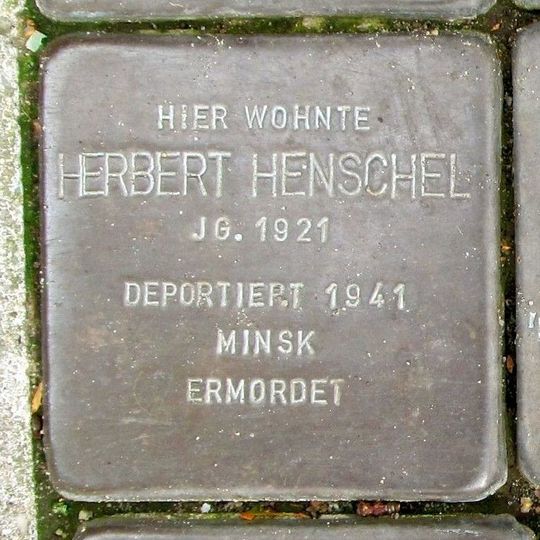 HIER WOHNTE
HERBERT HENSCHEL
JG. 1921
DEPORTIERT 1941
MINSK
ERMORDET